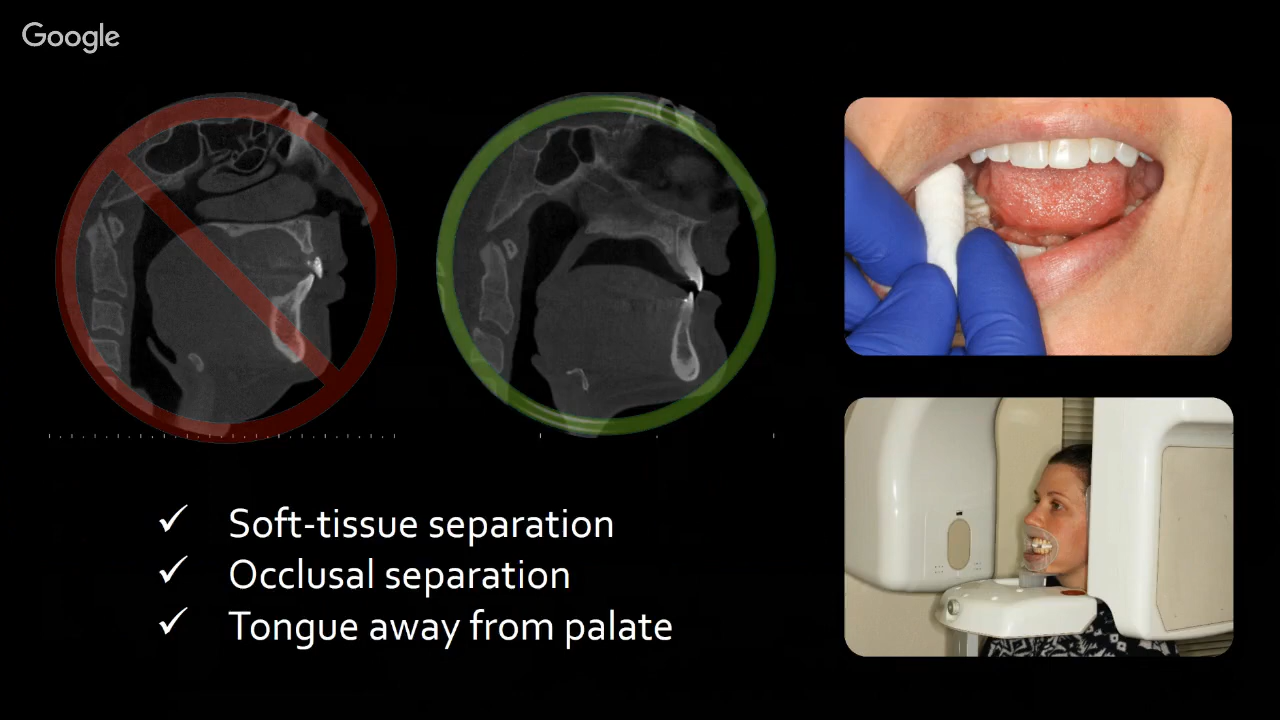 Google
Soft-tissue separation
Occlusal separation
Tongue away from palate